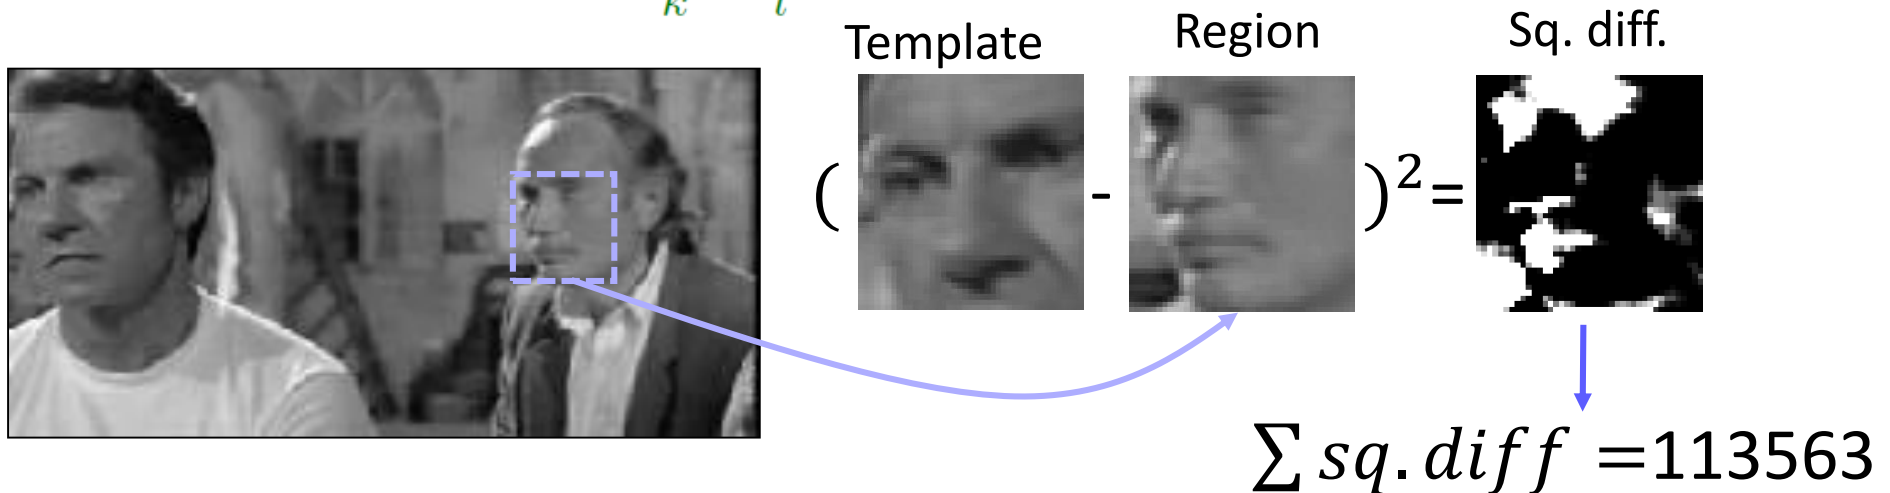 k l
Template Region Sq. diff.
( - )² =
∑ sq. diff = 113563